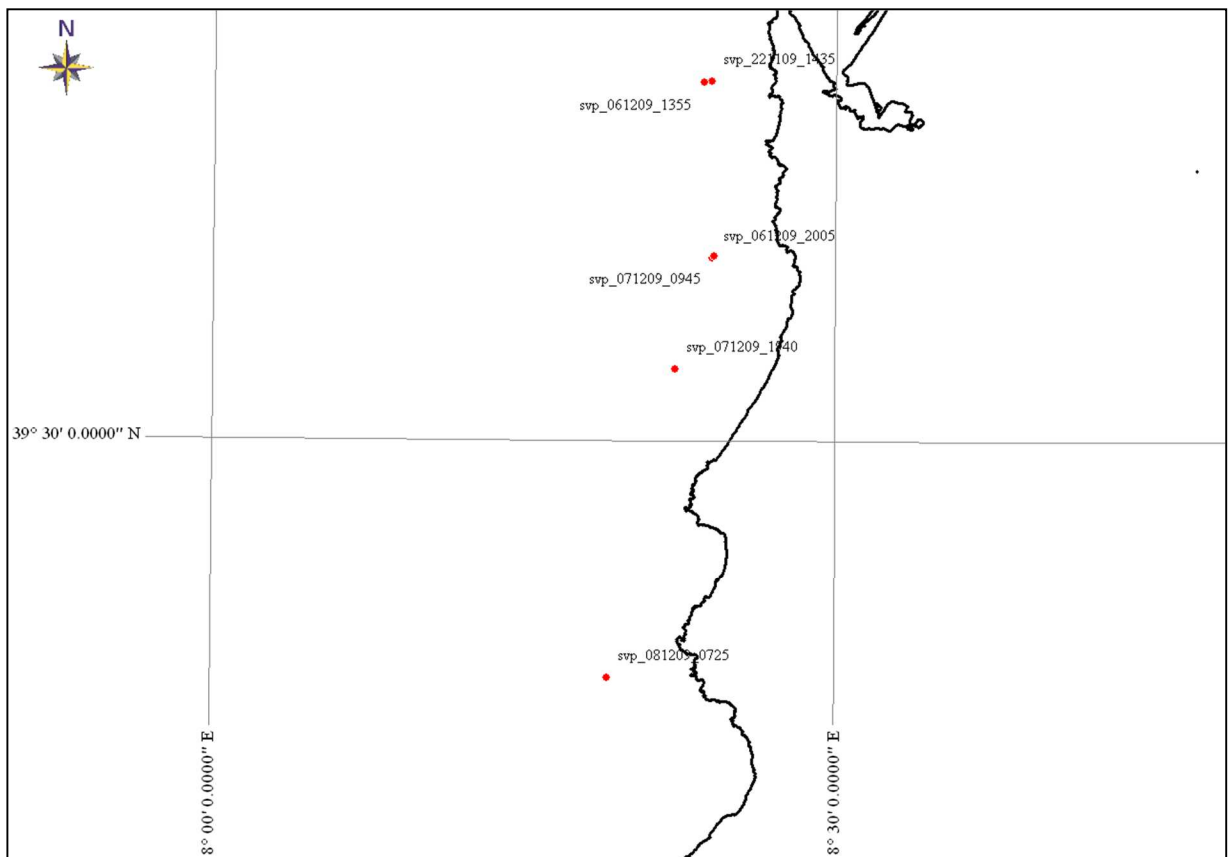 N
svp_221109_1435
svp_061209_1355
svp_061209_2005
svp_071209_0945
svp_071209_1840
39° 30' 0.0000" N
svp_081209_0725
8° 00' 0.0000" E
8° 30' 0.0000" E